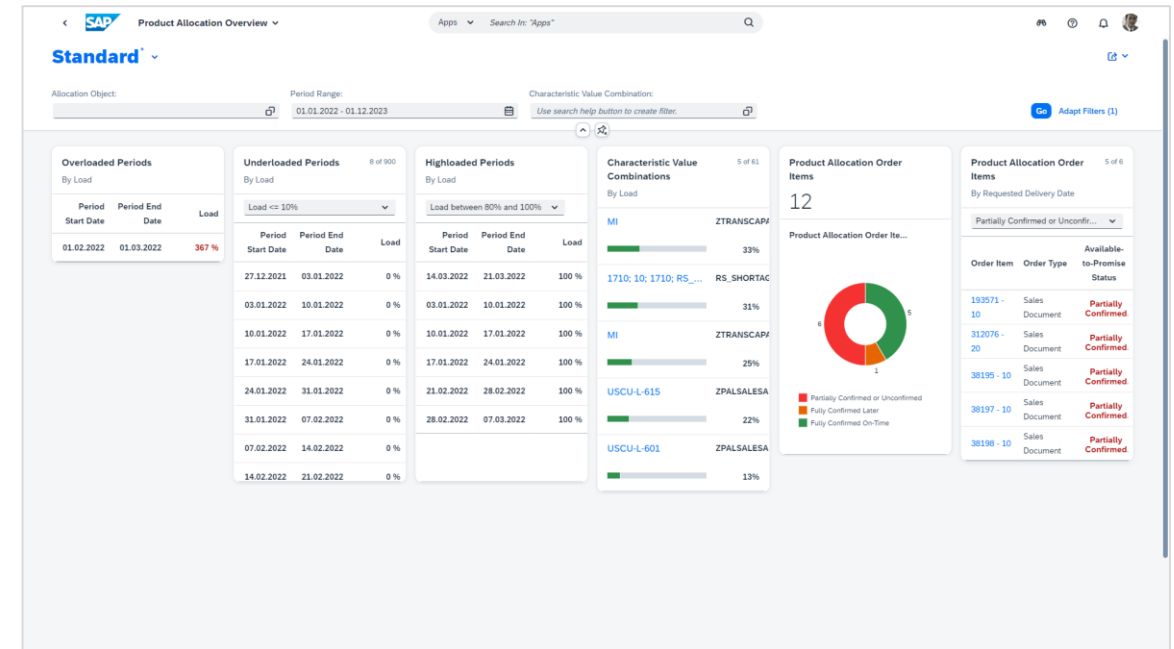 SAP Product Allocation Overview Apps Search In: "Apps"
Standard*
Allocation Object: Period Range: Characteristic Value Combination:
01.01.2022 - 01.12.2023 Use search help button to create filter. Go Adapt Filters (1)
Overloaded Periods
By Load
Period Start Date Period End Date Load
01.02.2022 01.03.2022 367 %
Underloaded Periods 8 of 900
By Load
Load <= 10%
Period Start Date Period End Date Load
27.12.2021 03.01.2022 0 %
03.01.2022 10.01.2022 0 %
10.01.2022 17.01.2022 0 %
17.01.2022 24.01.2022 0 %
24.01.2022 31.01.2022 0 %
31.01.2022 07.02.2022 0 %
07.02.2022 14.02.2022 0 %
14.02.2022 21.02.2022 0 %
Highloaded Periods
By Load
Load between 80% and 100%
Period Start Date Period End Date Load
14.03.2022 21.03.2022 100 %
03.01.2022 10.01.2022 100 %
10.01.2022 17.01.2022 100 %
17.01.2022 24.01.2022 100 %
21.02.2022 28.02.2022 100 %
28.02.2022 07.03.2022 100 %
Characteristic Value 5 of 61
Combinations
By Load
MI ZTRANSCAPA
33%
1710; 10; 1710; RS_... RS_SHORTAG
31%
MI ZTRANSCAPA
25%
USCU-L-615 ZPALSALESA
22%
USCU-L-601 ZPALSALESA
13%
Product Allocation Order
Items
12
Product Allocation Order Ite...
6
5
1
Partially Confirmed or Unconfirmed
Fully Confirmed Later
Fully Confirmed On-Time
Product Allocation Order 5 of 6
Items
By Requested Delivery Date
Partially Confirmed or Unconfir...
Order Item Order Type Available-to-Promise Status
193571 - 10 Sales Document Partially Confirmed
312076 - 20 Sales Document Partially Confirmed
38195 - 10 Sales Document Partially Confirmed
38197 - 10 Sales Document Partially Confirmed
38198 - 10 Sales Document Partially Confirmed